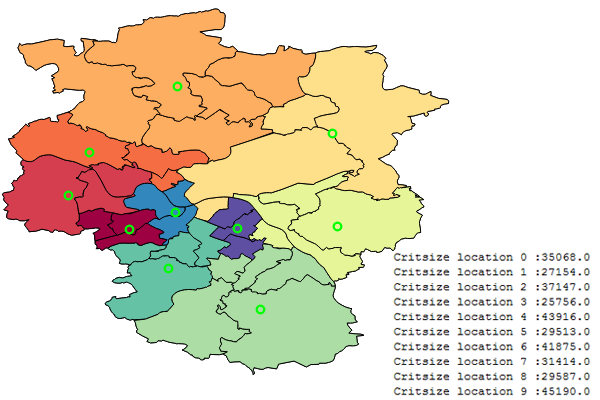 Critsize location 0 :35068.0
Critsize location 1 :27154.0
Critsize location 2 :37147.0
Critsize location 3 :25756.0
Critsize location 4 :43916.0
Critsize location 5 :29513.0
Critsize location 6 :41875.0
Critsize location 7 :31414.0
Critsize location 8 :29587.0
Critsize location 9 :45190.0